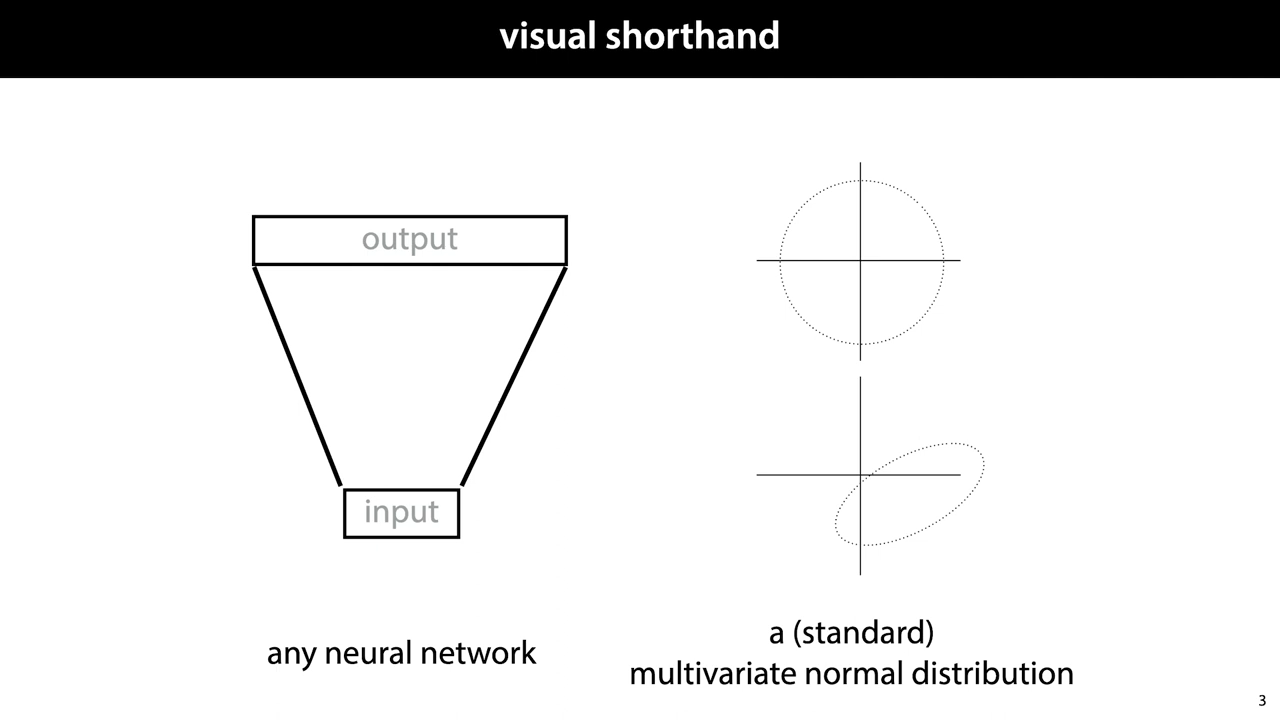 visual shorthand
output
input
any neural network
a (standard)
multivariate normal distribution
3